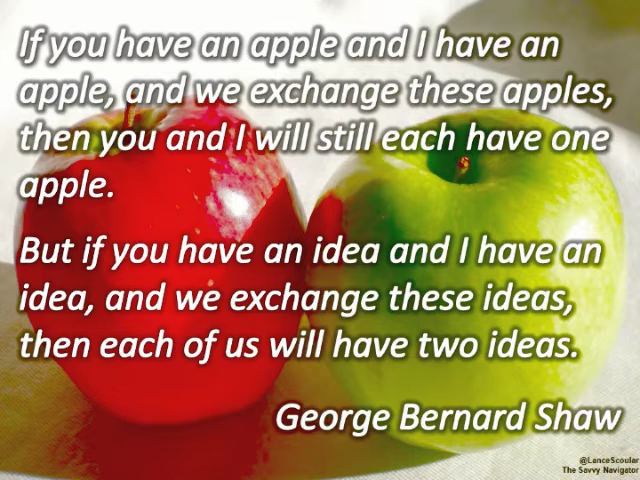 If you have an apple and I have an
apple, and we exchange these apples,
then you and I will still each have one
apple.
But if you have an idea and I have an
idea, and we exchange these ideas,
then each of us will have two ideas.
George Bernard Shaw
@LanceScoular
The Savvy Navigator